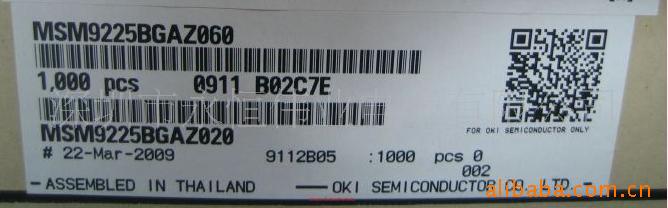 MSM9225BGAZ060
1,000 pcs 0911 B02C7E
MSM9225BGAZ020
FOR OKI SEMICONDUCTOR ONLY
# 22-Mar-2009 9112B05 :1000 pcs 0
002
— ASSEMBLED IN THAILAND — OKI SEMICONDUCTOR CO. LTD. —
alibaba.com.cn